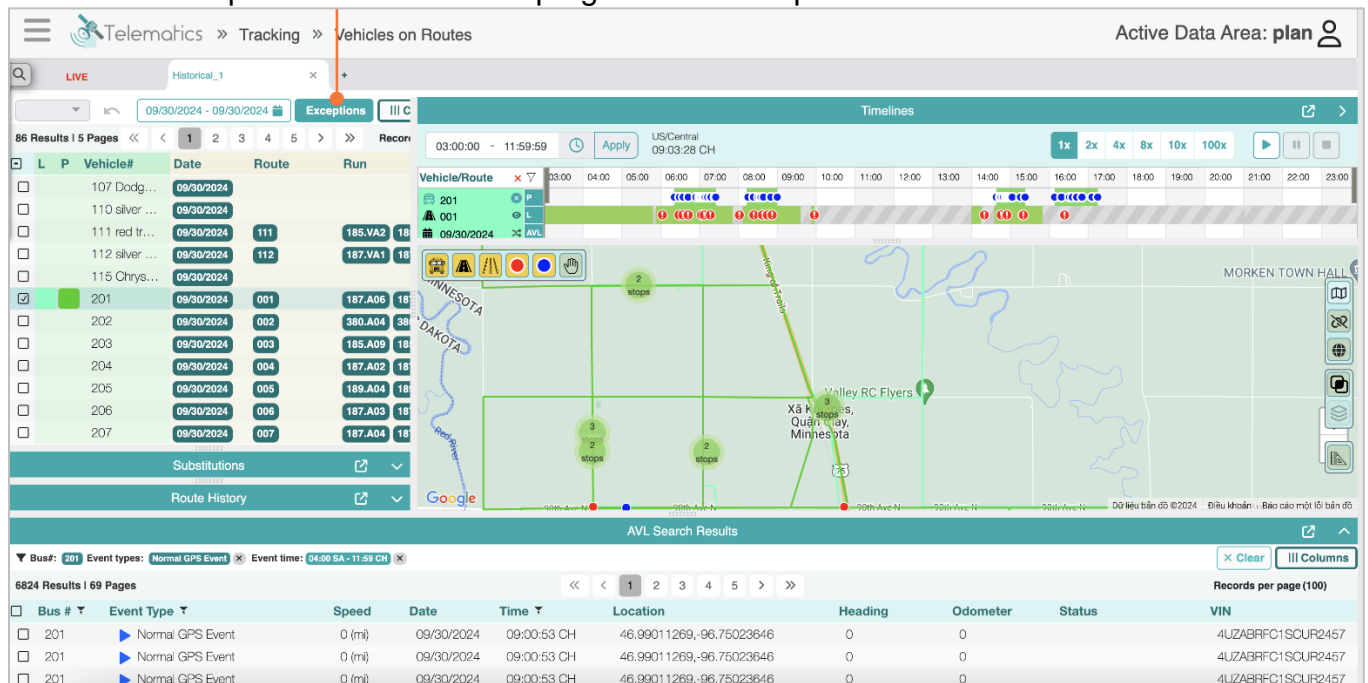 Telematics » Tracking » Vehicles on Routes
Active Data Area: plan
LIVE
Historical_1 × +
09/30/2024 - 09/30/2024
Exceptions
86 Results | 5 Pages « < 1 2 3 4 5 > »
L P Vehicle# Date Route Run
107 Dodg... 09/30/2024
110 silver ... 09/30/2024
111 red tr... 09/30/2024 111 185.VA2
112 silver ... 09/30/2024 112 187.VA1
115 Chrys... 09/30/2024
201 09/30/2024 001 187.A06
202 09/30/2024 002 380.A04
203 09/30/2024 003 185.A09
204 09/30/2024 004 187.A02
205 09/30/2024 005 189.A04
206 09/30/2024 006 187.A03
207 09/30/2024 007 187.A04
Substitutions
Route History
Timelines
03:00:00 - 11:59:59 Apply
US/Central
09:03:28 CH
1x 2x 4x 8x 10x 100x
Vehicle/Route × 03:00 04:00 05:00 06:00 07:00 08:00 09:00 10:00 11:00 12:00 13:00 14:00 15:00 16:00 17:00 18:00 19:00 20:00 21:00 22:00 23:00
201 P
001 L
09/30/2024 AVL
MINNESOTA
DAKOTA
Red River
King of Trails
MORKEN TOWN HALL
Valley RC Flyers
2 stops
3 stops
2 stops
2 stops
3 stops
Minnesota
75
90th Ave N
90th Ave N
90th Ave N
90th Ave N
90th Ave N
Google
Dữ liệu bản đồ ©2024 Điều khoản Báo cáo một lỗi bản đồ
AVL Search Results
Bus#: 201 Event types: Normal GPS Event × Event time: 04:00 SA - 11:59 CH ×
× Clear
Columns
6824 Results | 69 Pages « < 1 2 3 4 5 > » Records per page (100)
Bus # Event Type Speed Date Time Location Heading Odometer Status VIN
201 Normal GPS Event 0 (mi) 09/30/2024 09:00:53 CH 46.99011269,-96.75023646 0 0 4UZABRFC1SCUR2457
201 Normal GPS Event 0 (mi) 09/30/2024 09:00:53 CH 46.99011269,-96.75023646 0 0 4UZABRFC1SCUR2457
201 Normal GPS Event 0 (mi) 09/30/2024 09:00:53 CH 46.99011269,-96.75023646 0 0 4UZABRFC1SCUR2457